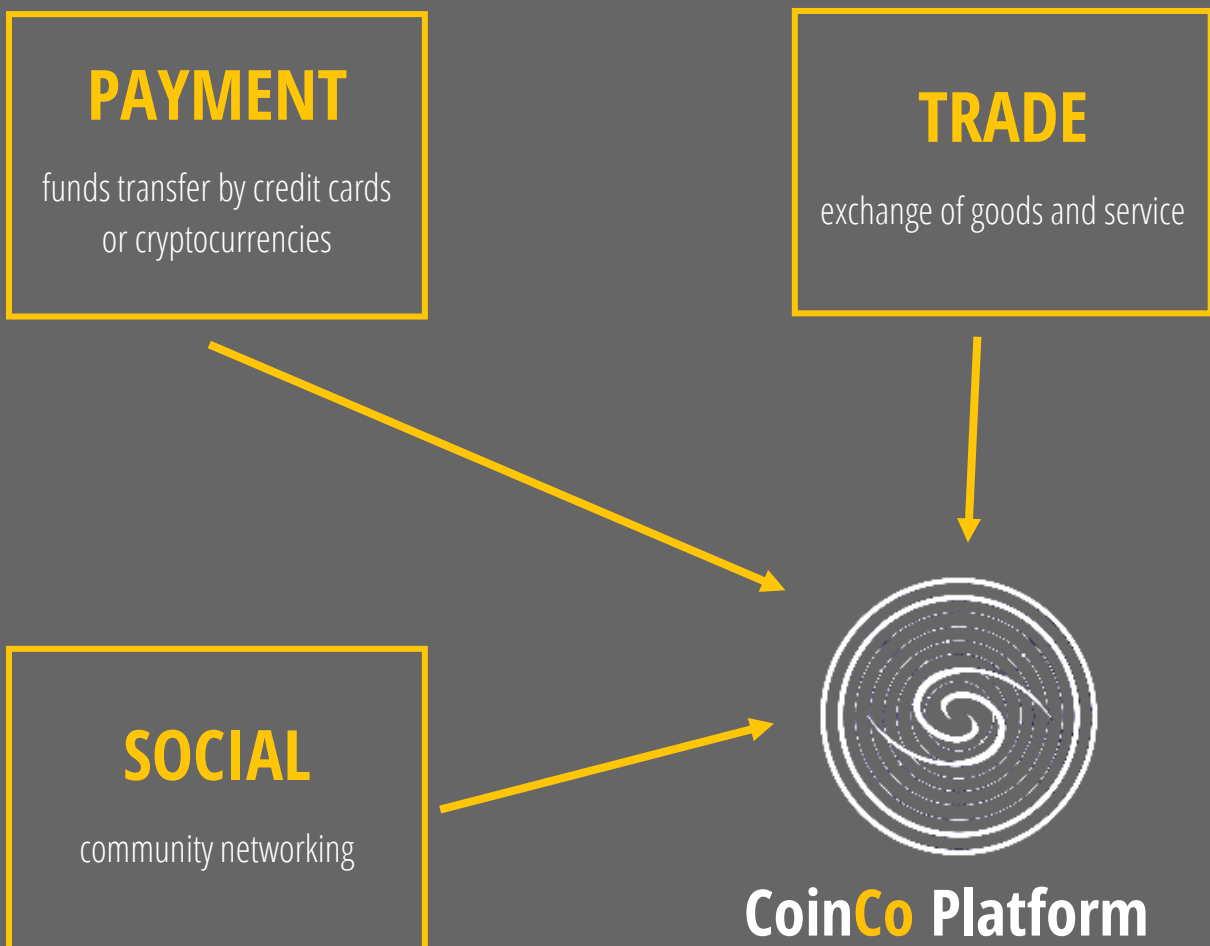 PAYMENT
funds transfer by credit cards
or cryptocurrencies
TRADE
exchange of goods and service
SOCIAL
community networking
CoinCo Platform